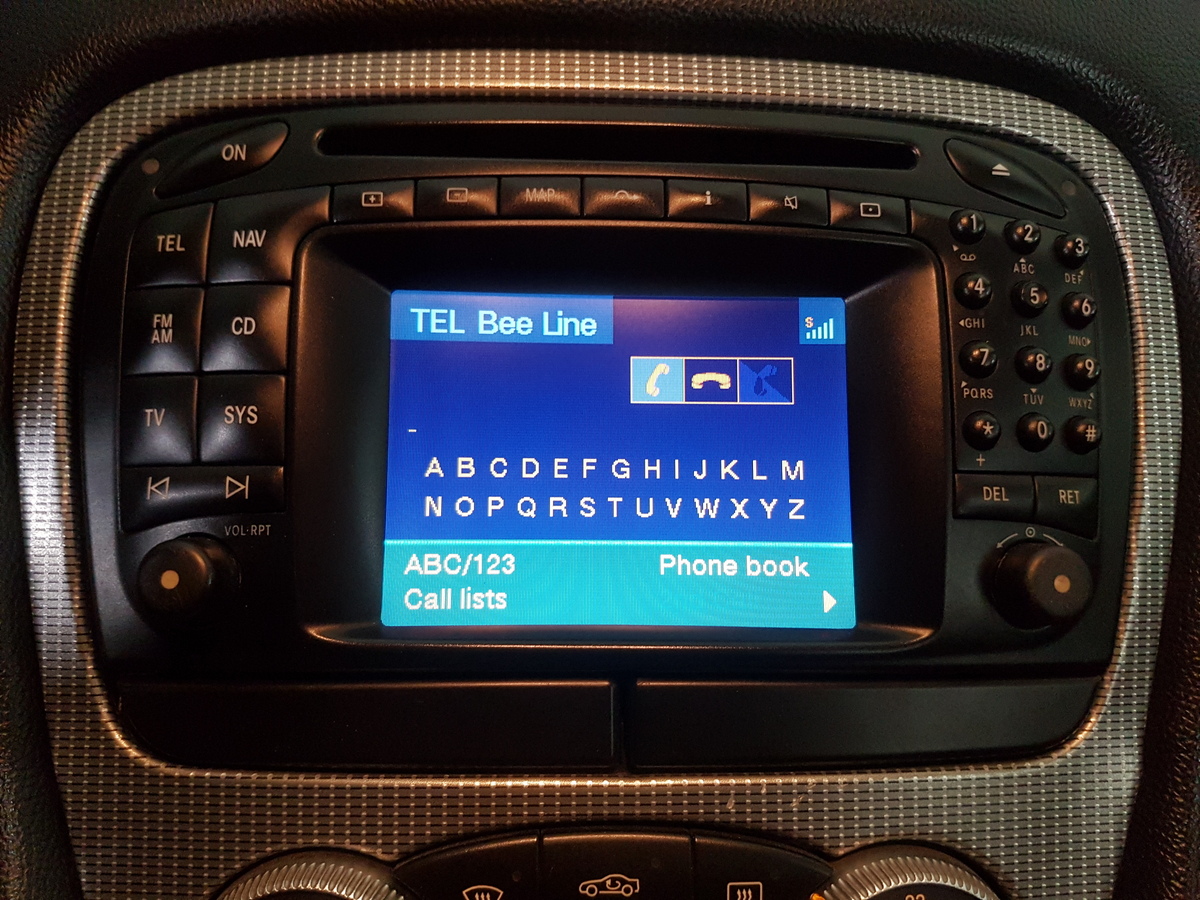 ON
MAP
i
TEL NAV
FM
AM
CD
TV SYS
VOL·RPT
TEL Bee Line
S
-
A B C D E F G H I J K L M
N O P Q R S T U V W X Y Z
ABC/123 Phone book
Call lists
1 2 3
ABC DEF
4 5 6
GHI JKL MNO
7 8 9
PQRS TUV WXYZ
* 0 #
+
DEL RET